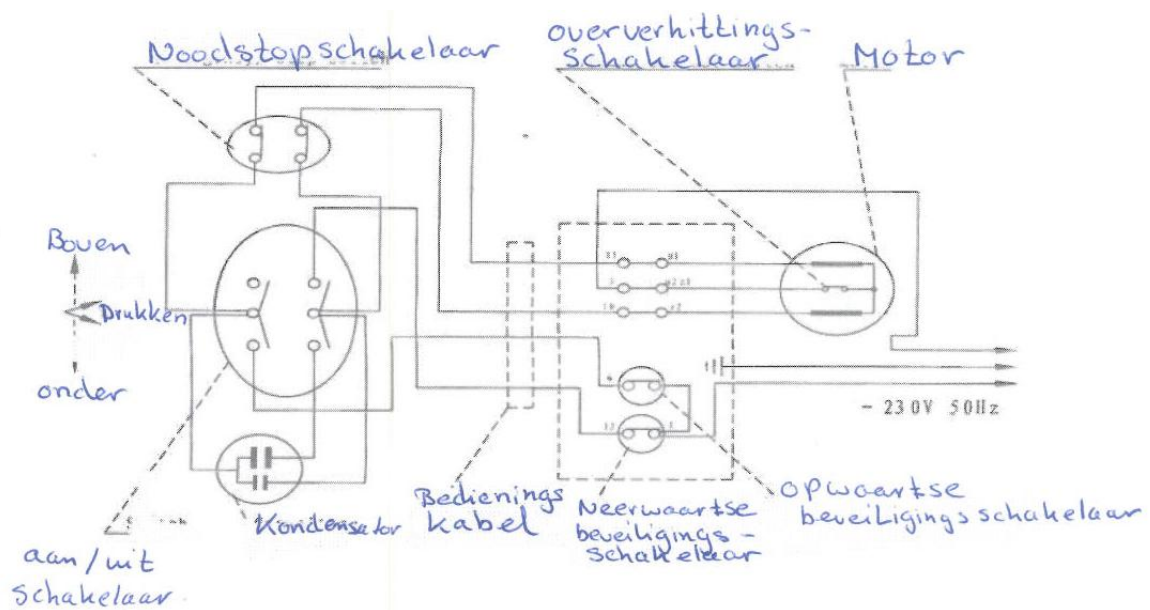 Noodstopschakelaar
oververhittings-
schakelaar
Motor
Boven
Drukken
onder
- 230V 50Hz
Kondensator
Bedienings
kabel
Neerwaartse
beveiligings-
schakelaar
opwaartse
beveiligingsschakelaar
aan/uit
schakelaar